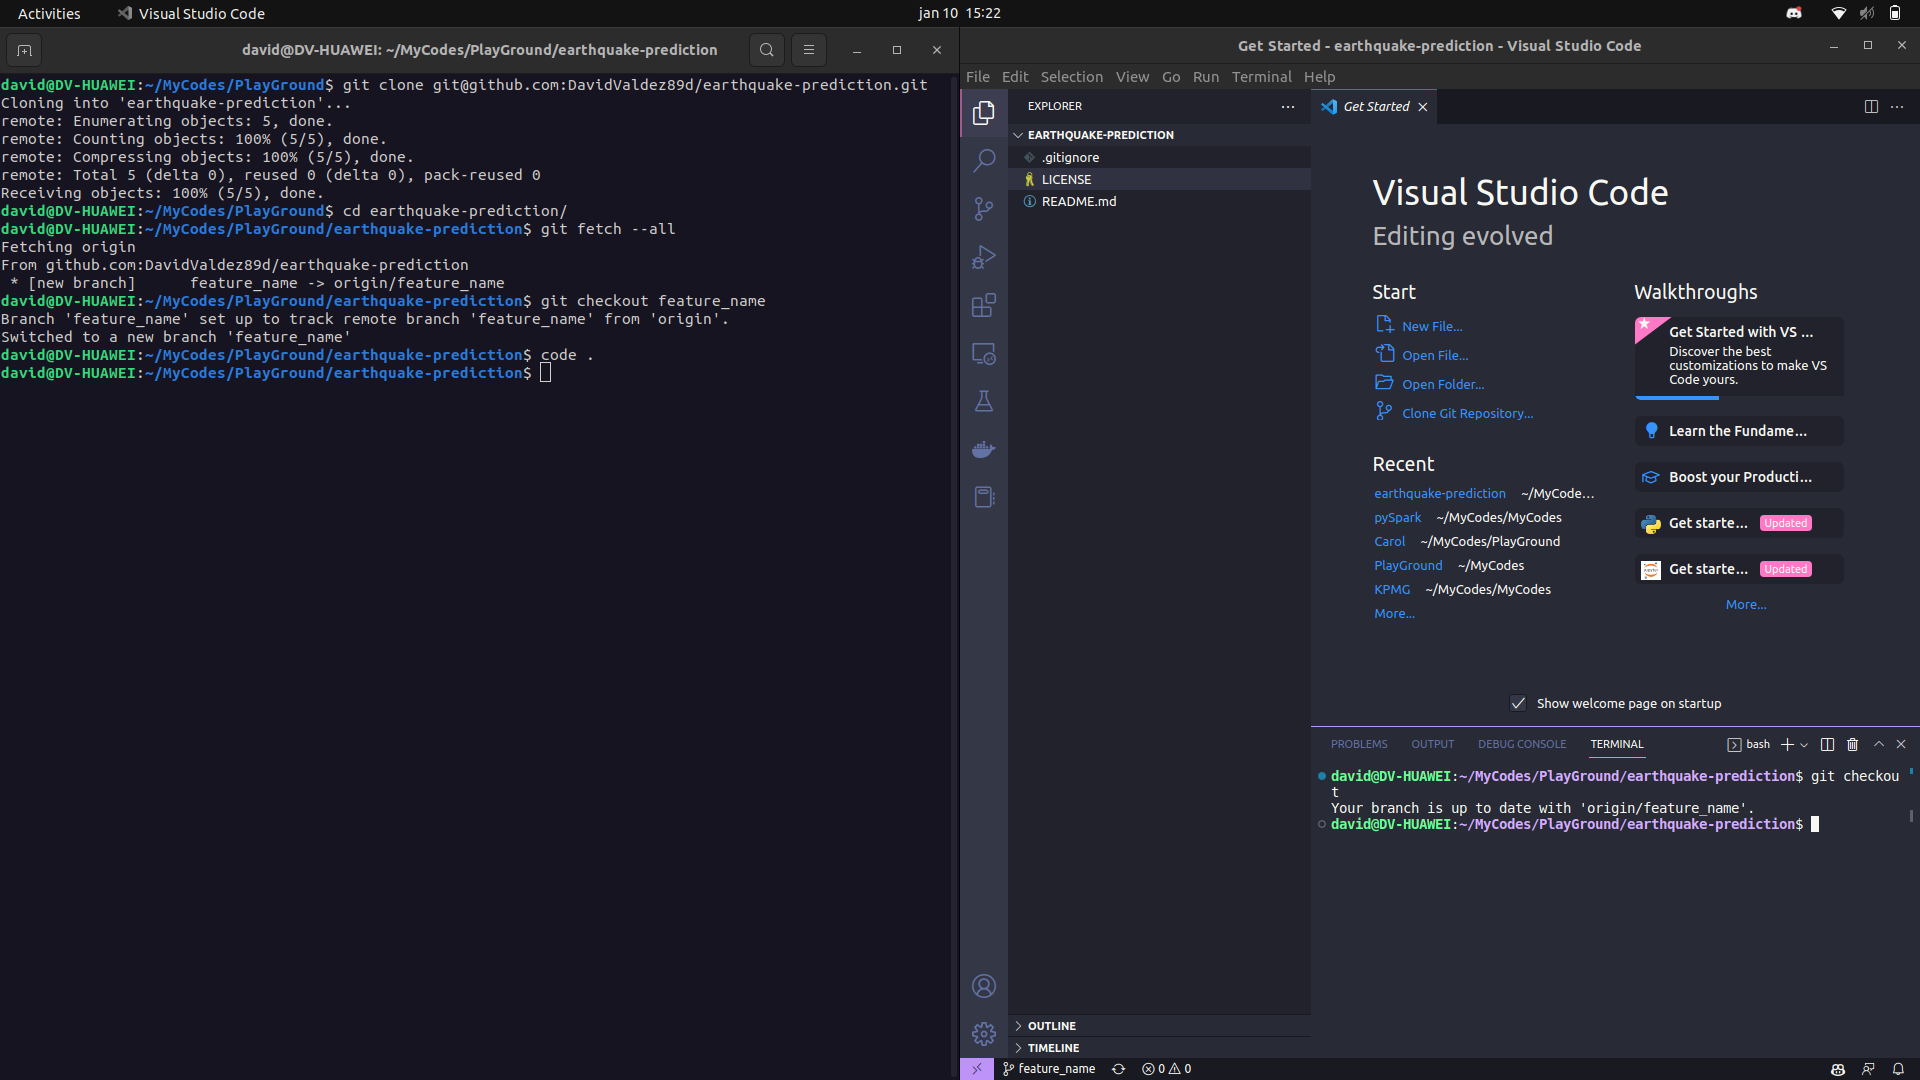 Activities
Visual Studio Code
jan 10 15:22
david@DV-HUAWEI: ~/MyCodes/PlayGround/earthquake-prediction
david@DV-HUAWEI:~/MyCodes/PlayGround$ git clone git@github.com:DavidValdez89d/earthquake-prediction.git
Cloning into 'earthquake-prediction'...
remote: Enumerating objects: 5, done.
remote: Counting objects: 100% (5/5), done.
remote: Compressing objects: 100% (5/5), done.
remote: Total 5 (delta 0), reused 0 (delta 0), pack-reused 0
Receiving objects: 100% (5/5), done.
david@DV-HUAWEI:~/MyCodes/PlayGround$ cd earthquake-prediction/
david@DV-HUAWEI:~/MyCodes/PlayGround/earthquake-prediction$ git fetch --all
Fetching origin
From github.com:DavidValdez89d/earthquake-prediction
 * [new branch]      feature_name -> origin/feature_name
david@DV-HUAWEI:~/MyCodes/PlayGround/earthquake-prediction$ git checkout feature_name
Branch 'feature_name' set up to track remote branch 'feature_name' from 'origin'.
Switched to a new branch 'feature_name'
david@DV-HUAWEI:~/MyCodes/PlayGround/earthquake-prediction$ code .
david@DV-HUAWEI:~/MyCodes/PlayGround/earthquake-prediction$
Get Started - earthquake-prediction - Visual Studio Code
File Edit Selection View Go Run Terminal Help
EXPLORER
EARTHQUAKE-PREDICTION
.gitignore
LICENSE
README.md
OUTLINE
TIMELINE
Get Started
Visual Studio Code
Editing evolved
Start
New File...
Open File...
Open Folder...
Clone Git Repository...
Recent
earthquake-prediction ~/MyCode...
pySpark ~/MyCodes/MyCodes
Carol ~/MyCodes/PlayGround
PlayGround ~/MyCodes
KPMG ~/MyCodes/MyCodes
More...
Walkthroughs
Get Started with VS ...
Discover the best
customizations to make VS
Code yours.
Learn the Fundame...
Boost your Producti...
Get starte... Updated
Get starte... Updated
More...
Show welcome page on startup
PROBLEMS OUTPUT DEBUG CONSOLE TERMINAL bash
david@DV-HUAWEI:~/MyCodes/PlayGround/earthquake-prediction$ git checkou
t
Your branch is up to date with 'origin/feature_name'.
david@DV-HUAWEI:~/MyCodes/PlayGround/earthquake-prediction$
feature_name 0 0